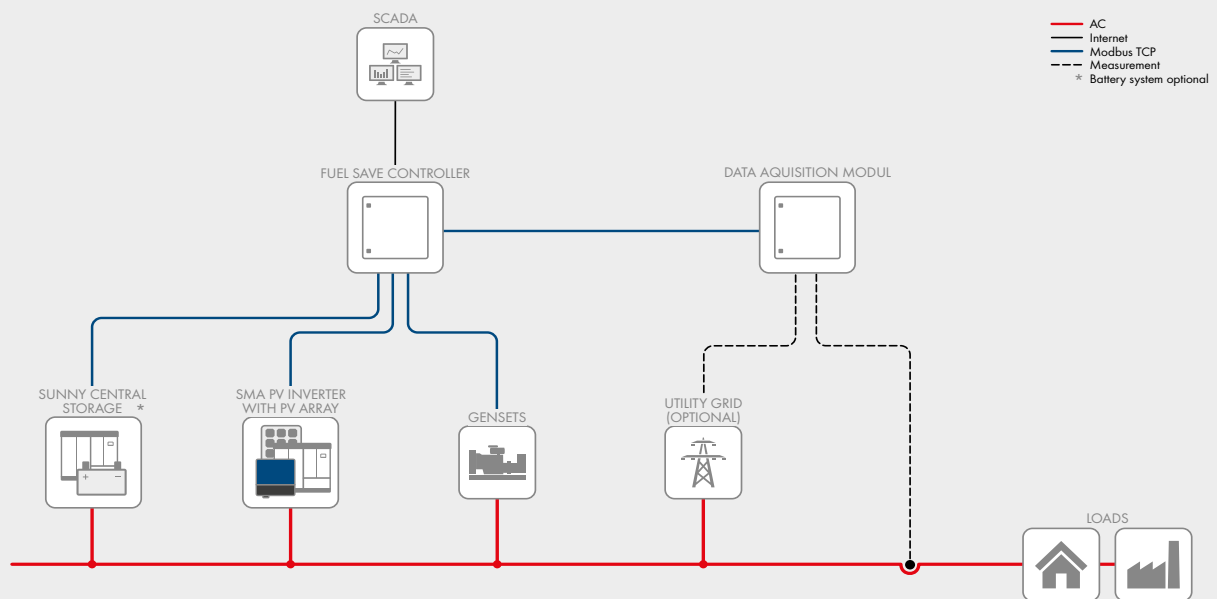 SCADA
AC
Internet
Modbus TCP
Measurement
* Battery system optional
FUEL SAVE CONTROLLER
DATA AQUISITION MODUL
SUNNY CENTRAL
STORAGE *
SMA PV INVERTER
WITH PV ARRAY
GENSETS
UTILITY GRID
(OPTIONAL)
LOADS